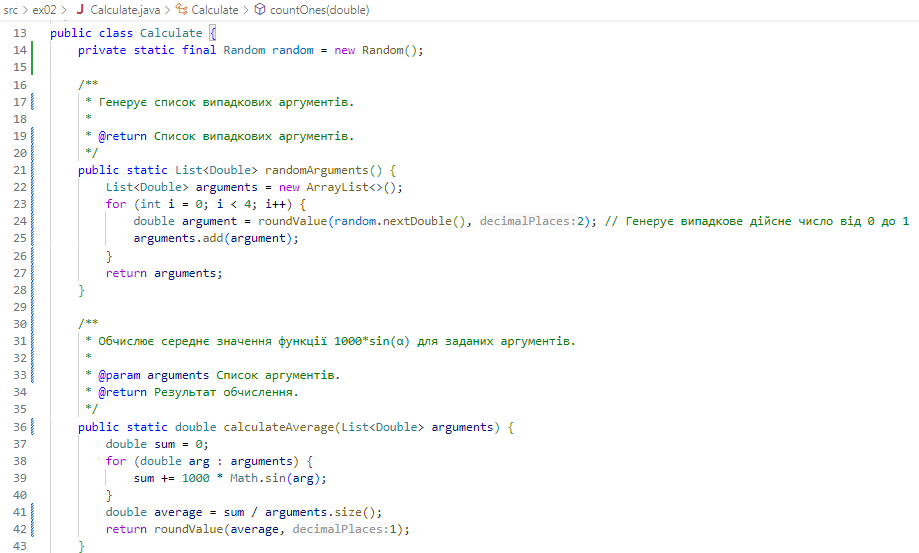 src > ex02 > J Calculate.java > Calculate > countOnes(double)
13 public class Calculate {
14 private static final Random random = new Random();
15
16 /**
17 * Генерує список випадкових аргументів.
18 *
19 * @return Список випадкових аргументів.
20 */
21 public static List<Double> randomArguments() {
22 List<Double> arguments = new ArrayList<>();
23 for (int i = 0; i < 4; i++) {
24 double argument = roundValue(random.nextDouble(), decimalPlaces:2); // Генерує випадкове дійсне число від 0 до 1
25 arguments.add(argument);
26 }
27 return arguments;
28 }
29
30 /**
31 * Обчислює середнє значення функції 1000*sin(α) для заданих аргументів.
32 *
33 * @param arguments Список аргументів.
34 * @return Результат обчислення.
35 */
36 public static double calculateAverage(List<Double> arguments) {
37 double sum = 0;
38 for (double arg : arguments) {
39 sum += 1000 * Math.sin(arg);
40 }
41 double average = sum / arguments.size();
42 return roundValue(average, decimalPlaces:1);
43 }